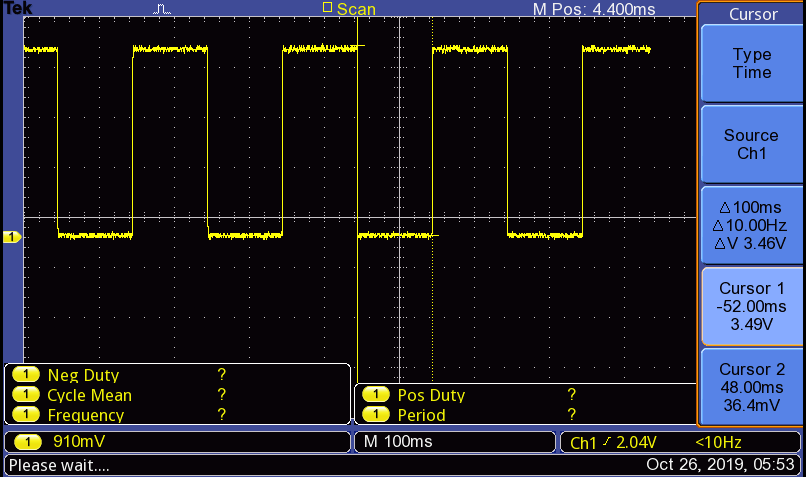 Tek Scan M Pos: 4.400ms
Cursor
Type
Time
Source
Ch1
△100ms
△10.00Hz
△V 3.46V
Cursor 1
-52.00ms
3.49V
Cursor 2
48.00ms
36.4mV
1
1 Neg Duty ?
1 Cycle Mean ?
1 Frequency ?
1 Pos Duty ?
1 Period ?
1 910mV
M 100ms
Ch1 2.04V <10Hz
Please wait....
Oct 26, 2019, 05:53